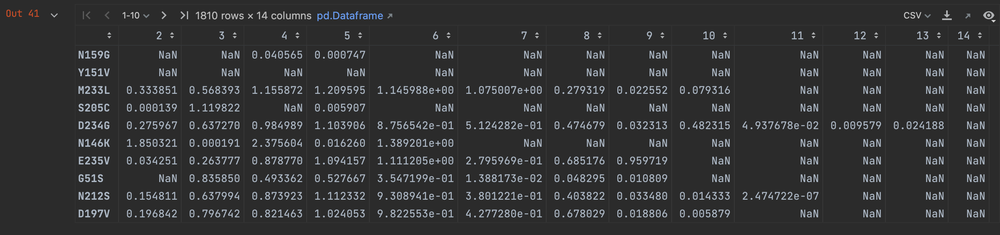 Out 41
1-10 1810 rows × 14 columns pd.Dataframe CSV
2 3 4 5 6 7 8 9 10 11 12 13 14
N159G NaN NaN 0.040565 0.000747 NaN NaN NaN NaN NaN NaN NaN NaN NaN
Y151V NaN NaN NaN NaN NaN NaN NaN NaN NaN NaN NaN NaN NaN
M233L 0.333851 0.568393 1.155872 1.209595 1.145988e+00 1.075007e+00 0.279319 0.022552 0.079316 NaN NaN NaN NaN
S205C 0.000139 1.119822 NaN 0.005907 NaN NaN NaN NaN NaN NaN NaN NaN NaN
D234G 0.275967 0.637270 0.984989 1.103906 8.756542e-01 5.124282e-01 0.474679 0.032313 0.482315 4.937678e-02 0.009579 0.024188 NaN
N146K 1.850321 0.000191 2.375604 0.016260 1.389201e+00 NaN NaN NaN NaN NaN NaN NaN NaN
E235V 0.034251 0.263777 0.878770 1.094157 1.111205e+00 2.795969e-01 0.685176 0.959719 NaN NaN NaN NaN NaN
G51S NaN 0.835850 0.493362 0.527667 3.547199e-01 1.388173e-02 0.048295 0.010809 NaN NaN NaN NaN NaN
N212S 0.154811 0.637994 0.873923 1.112332 9.308941e-01 3.801221e-01 0.403822 0.033480 0.014333 2.474722e-07 NaN NaN NaN
D197V 0.196842 0.796742 0.821463 1.024053 9.822553e-01 4.277280e-01 0.678029 0.018806 0.005879 NaN NaN NaN NaN